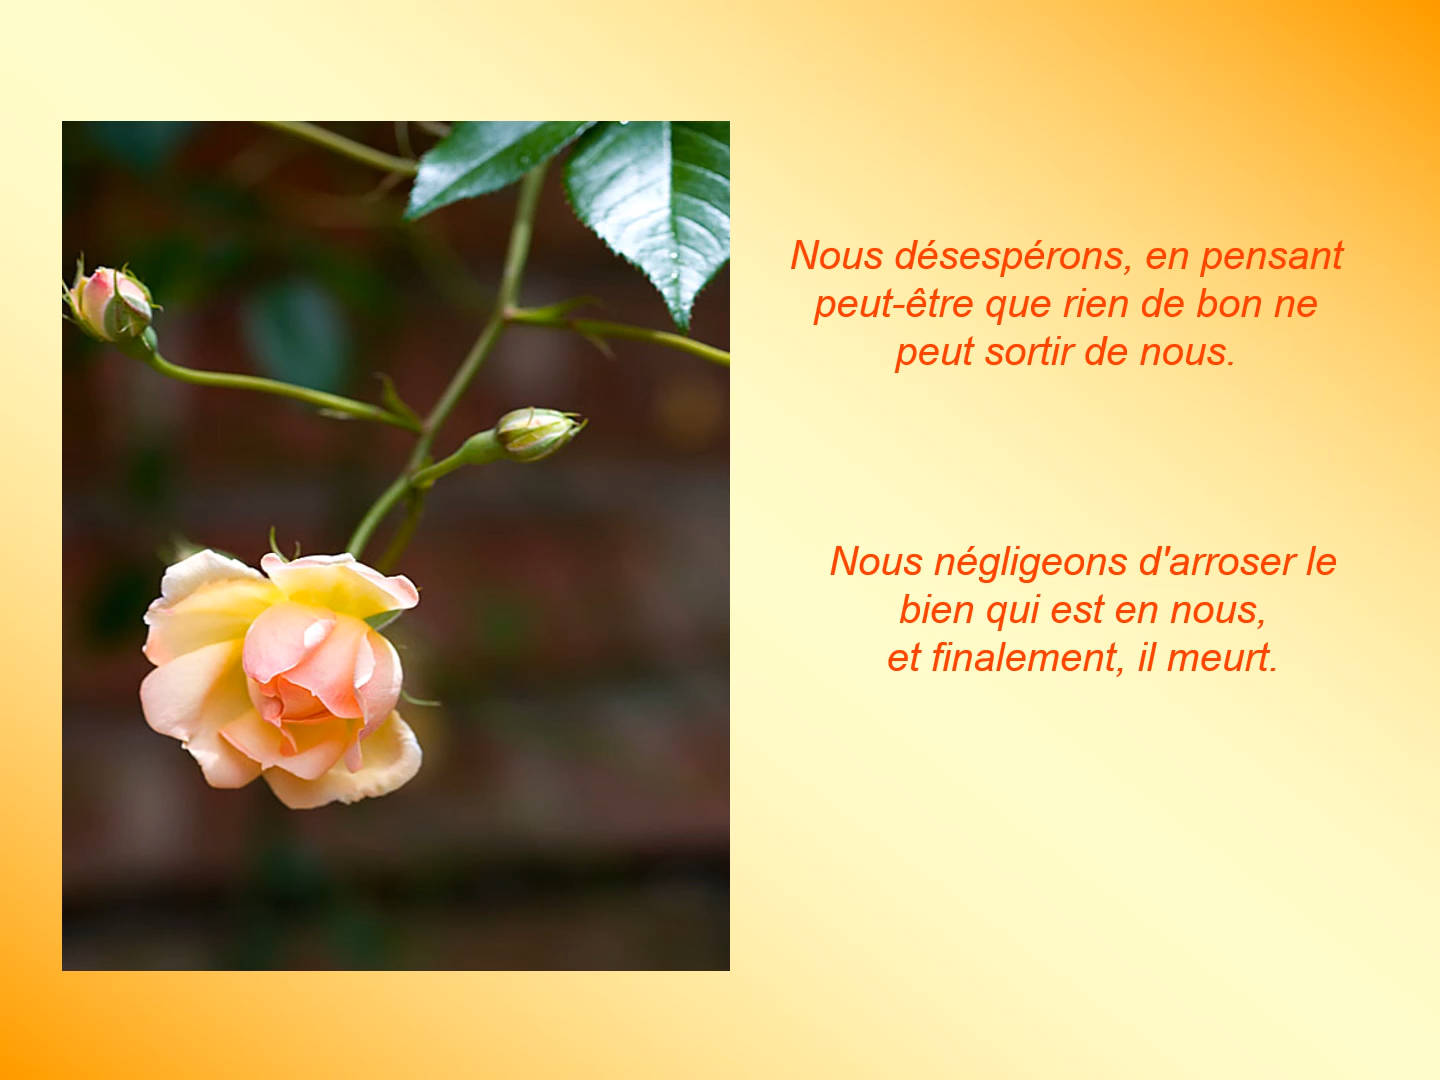 Nous désespérons, en pensant
peut-être que rien de bon ne
peut sortir de nous.
Nous négligeons d'arroser le
bien qui est en nous,
et finalement, il meurt.